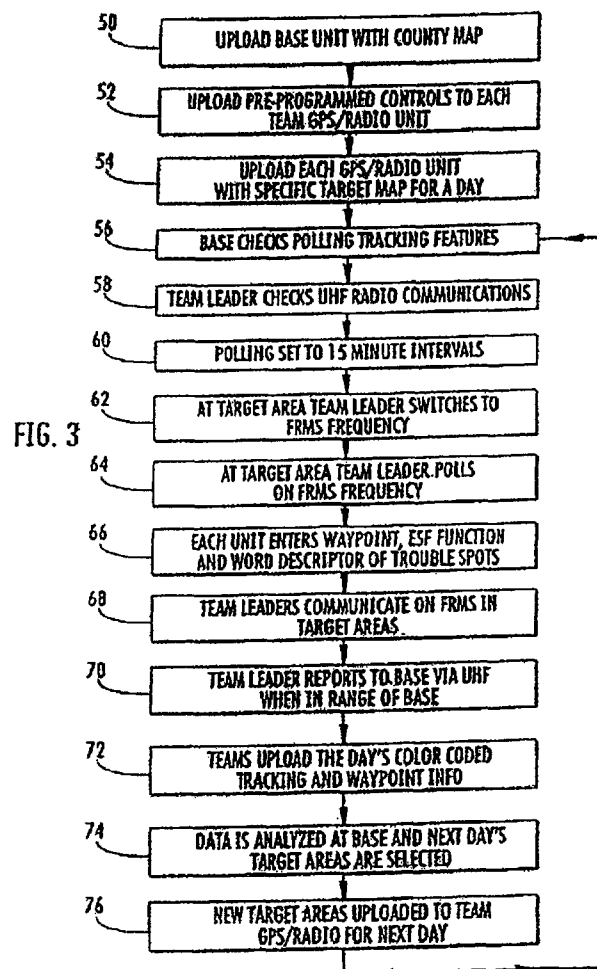 50
UPLOAD BASE UNIT WITH COUNTY MAP
52
UPLOAD PRE-PROGRAMMED CONTROLS TO EACH
TEAM GPS/RADIO UNIT
54
UPLOAD EACH GPS/RADIO UNIT
WITH SPECIFIC TARGET MAP FOR A DAY
56
BASE CHECKS POLLING TRACKING FEATURES
58
TEAM LEADER CHECKS UHF RADIO COMMUNICATIONS
60
POLLING SET TO 15 MINUTE INTERVALS
62
AT TARGET AREA TEAM LEADER SWITCHES TO
FRMS FREQUENCY
FIG. 3
64
AT TARGET AREA TEAM LEADER POLLS
ON FRMS FREQUENCY
66
EACH UNIT ENTERS WAYPOINT, ESF FUNCTION
AND WORD DESCRIPTOR OF TROUBLE SPOTS
68
TEAM LEADERS COMMUNICATE ON FRMS IN
TARGET AREAS
70
TEAM LEADER REPORTS TO BASE VIA UHF
WHEN IN RANGE OF BASE
72
TEAMS UPLOAD THE DAY'S COLOR CODED
TRACKING AND WAYPOINT INFO
74
DATA IS ANALYZED AT BASE AND NEXT DAY'S
TARGET AREAS ARE SELECTED
76
NEW TARGET AREAS UPLOADED TO TEAM
GPS/RADIO FOR NEXT DAY